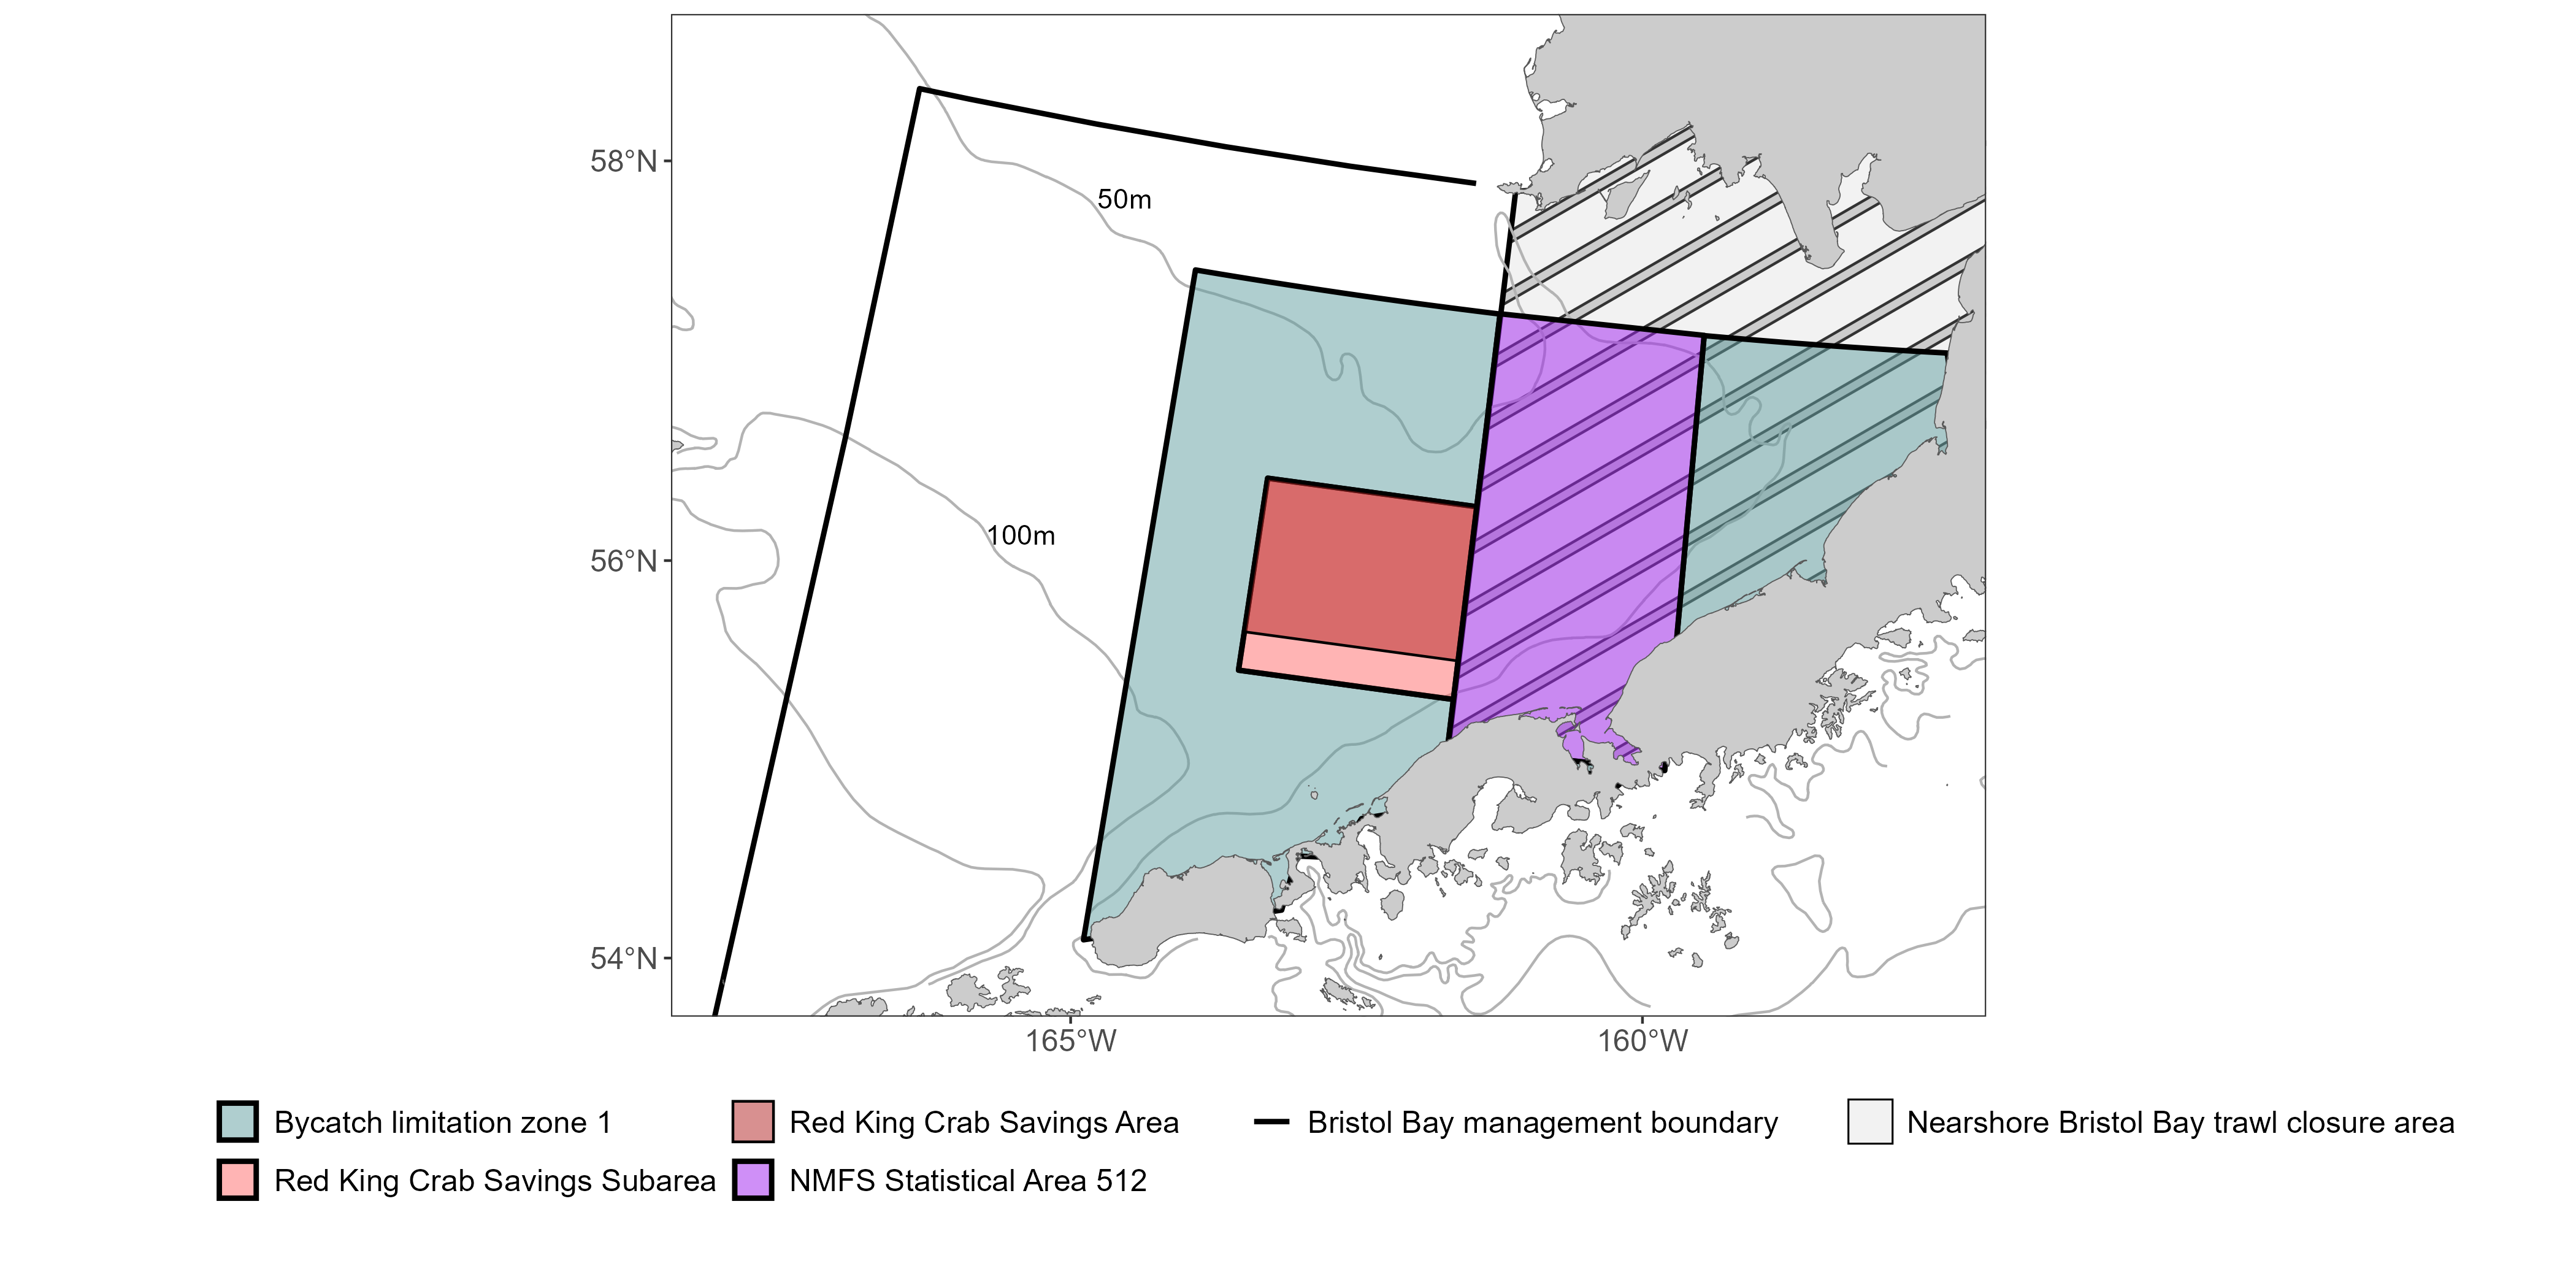 58°N
50m
100m
56°N
54°N
165°W
160°W
Bycatch limitation zone 1
Red King Crab Savings Area
Bristol Bay management boundary
Nearshore Bristol Bay trawl closure area
Red King Crab Savings Subarea
NMFS Statistical Area 512